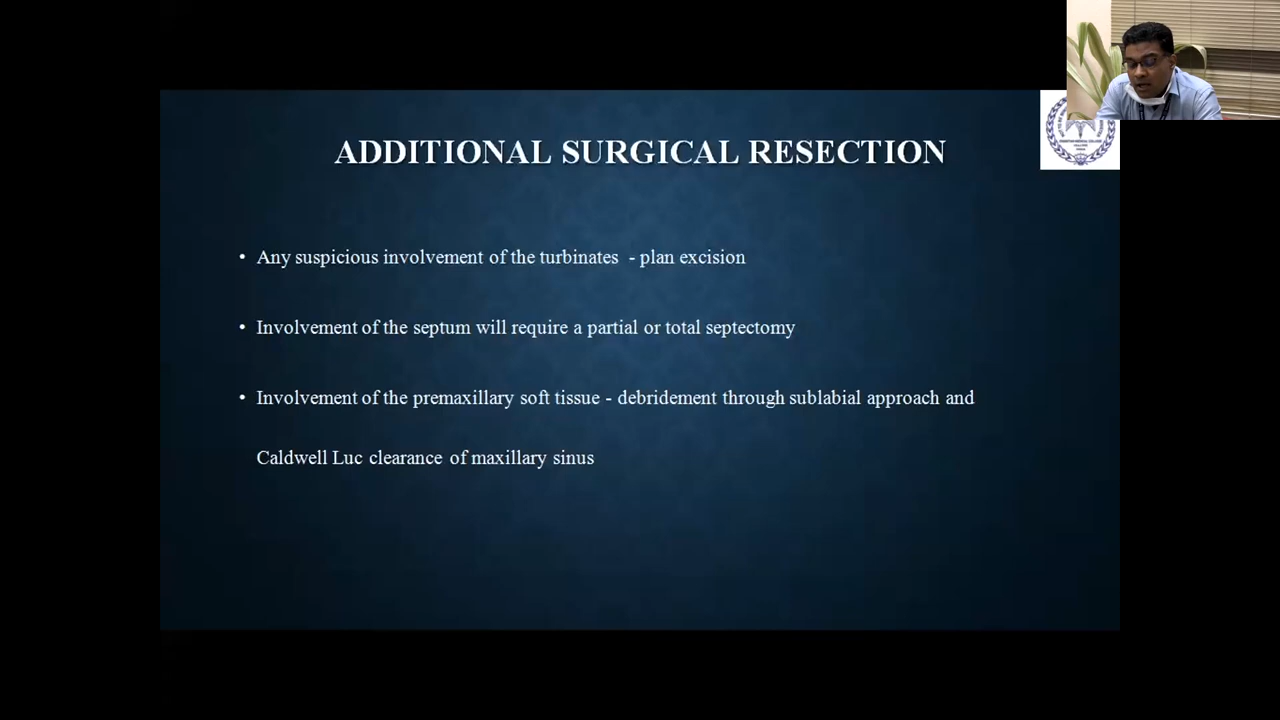 ADDITIONAL SURGICAL RESECTION
• Any suspicious involvement of the turbinates - plan excision
• Involvement of the septum will require a partial or total septectomy
• Involvement of the premaxillary soft tissue - debridement through sublabial approach and
Caldwell Luc clearance of maxillary sinus